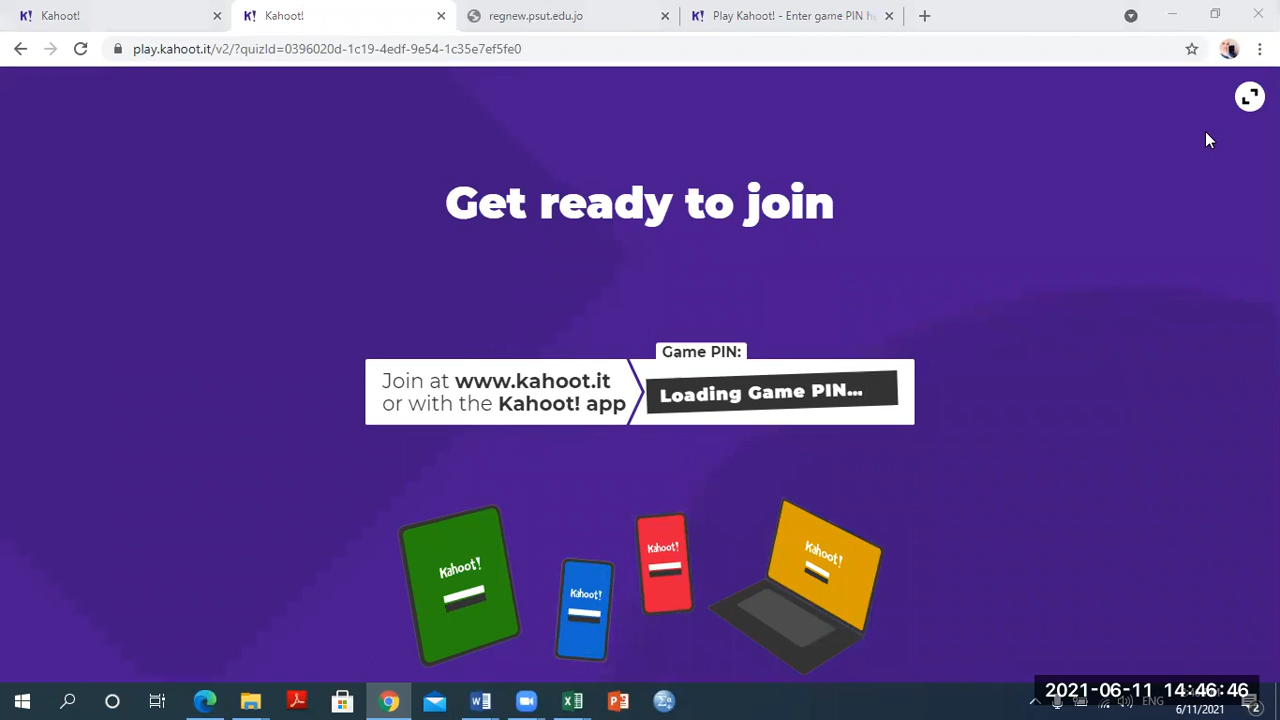 Kahoot!
Kahoot!
regnew.psut.edu.jo
Play Kahoot! - Enter game PIN
play.kahoot.it/v2/?quizId=0396020d-1c19-4edf-9e54-1c35e7ef5fe0
Get ready to join
Game PIN:
Join at www.kahoot.it
or with the Kahoot! app
Loading Game PIN...
Kahoot!
Kahoot!
Kahoot!
Kahoot!
2021-06-11 14:46:46
ENG
6/11/2021
2